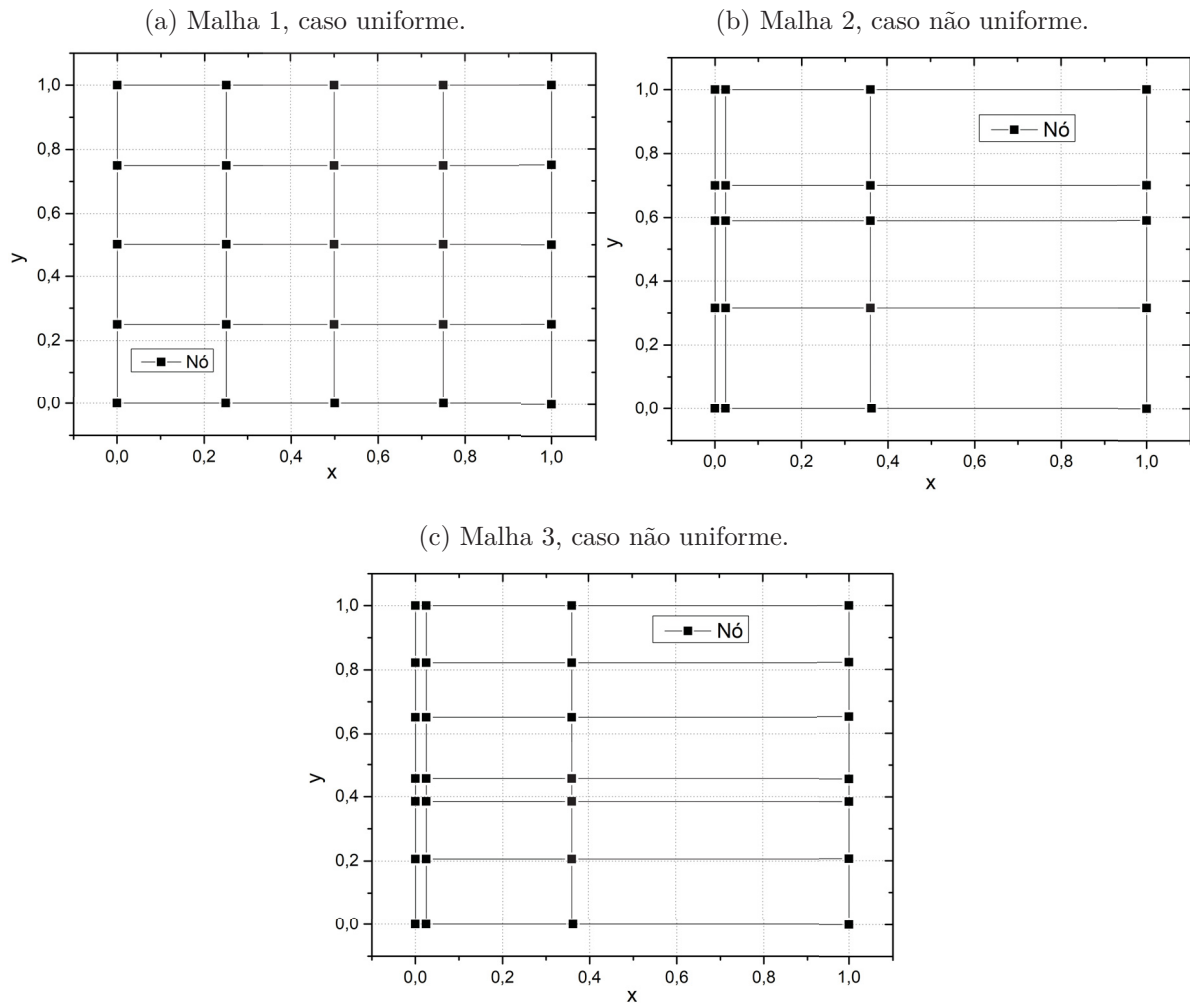 (a) Malha 1, caso uniforme.
1,0
0,8
0,6
0,4
0,2
0,0
y
Nó
0,0 0,2 0,4 0,6 0,8 1,0
x
(b) Malha 2, caso não uniforme.
1,0
0,8
0,6
0,4
0,2
0,0
y
Nó
0,0 0,2 0,4 0,6 0,8 1,0
x
(c) Malha 3, caso não uniforme.
1,0
0,8
0,6
0,4
0,2
0,0
y
Nó
0,0 0,2 0,4 0,6 0,8 1,0
x